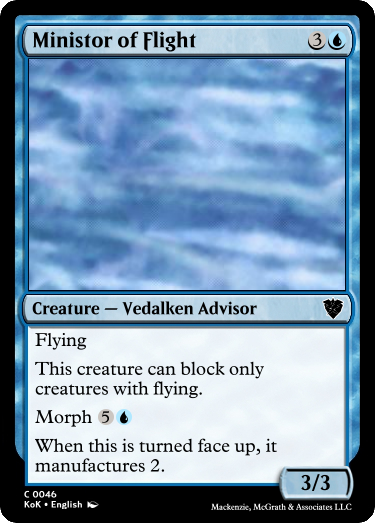 Ministor of Flight 3
Creature — Vedalken Advisor
Flying
This creature can block only
creatures with flying.
Morph 5
When this is turned face up, it
manufactures 2.
3/3
C 0046
KoK • English
Mackenzie, McGrath & Associates LLC